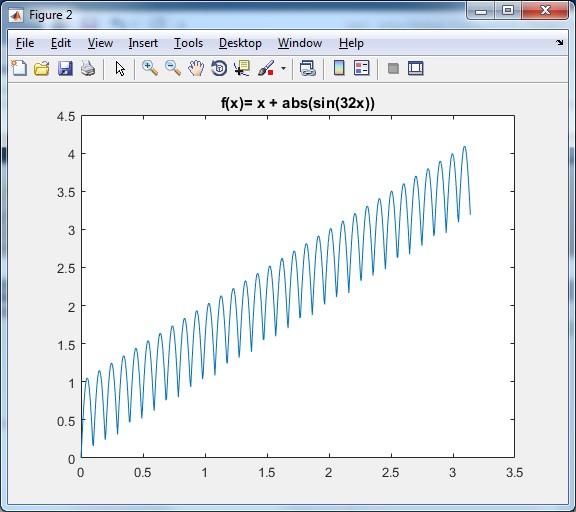 Figure 2
File Edit View Insert Tools Desktop Window Help
f(x)= x + abs(sin(32x))
4.5
4
3.5
3
2.5
2
1.5
1
0.5
0
0 0.5 1 1.5 2 2.5 3 3.5